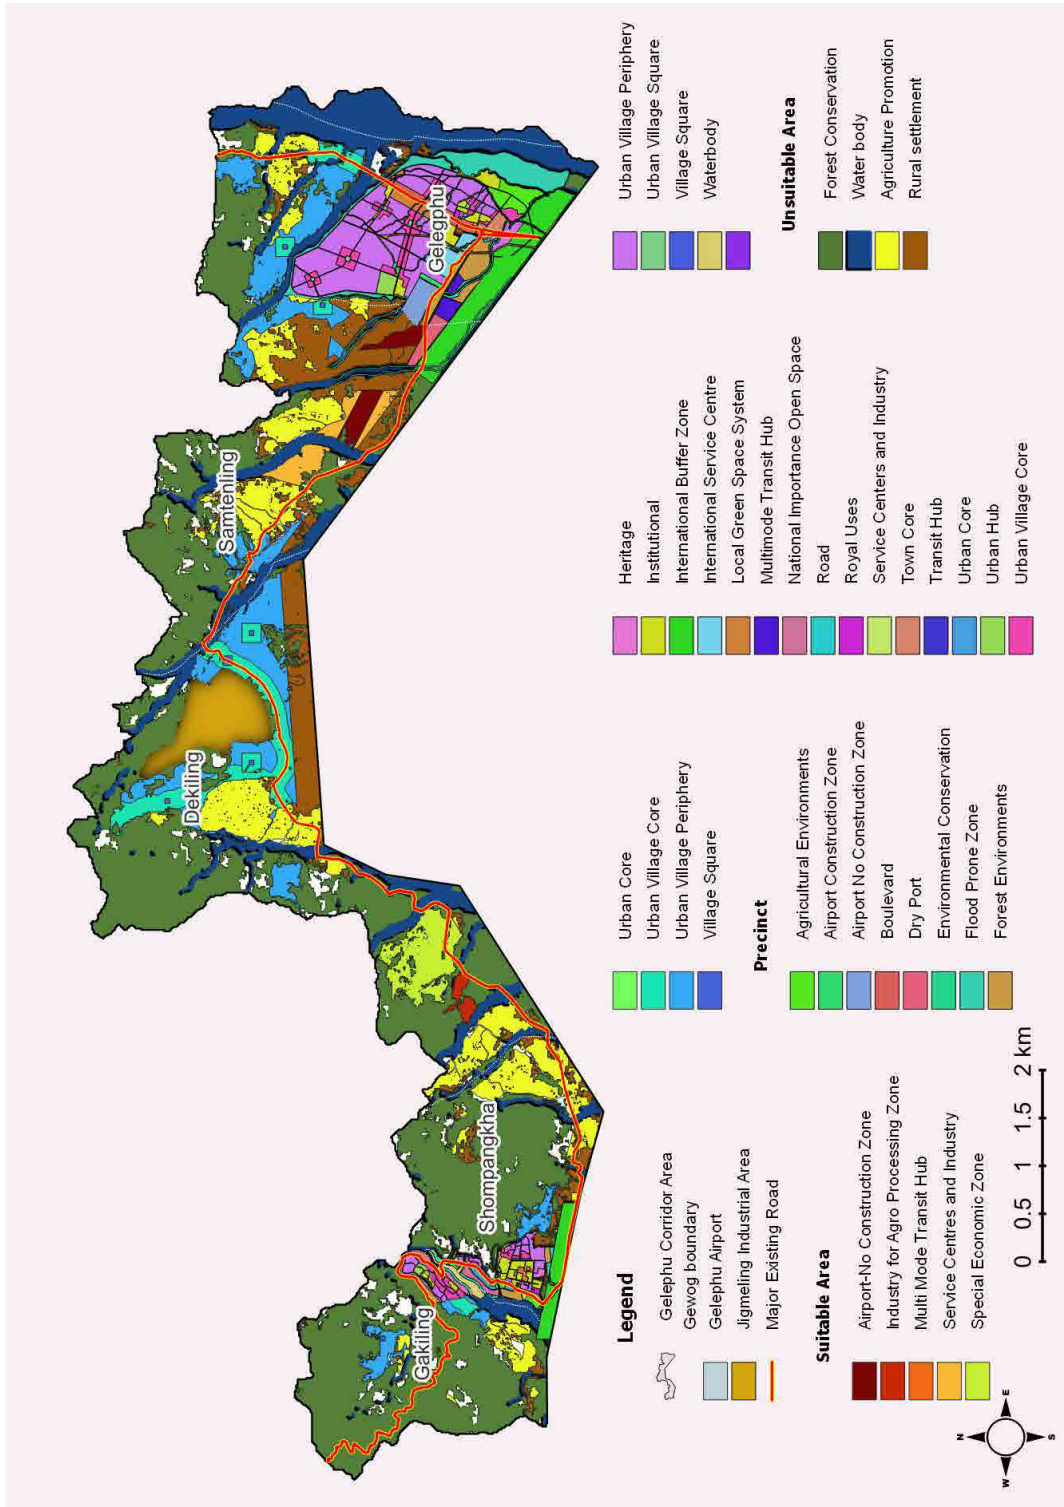 Gakiling
Shompangkha
Dekiling
Samtenling
Gelegphu
Legend
Gelephu Corridor Area
Gewog boundary
Gelephu Airport
Jigmeling Industrial Area
Major Existing Road
Suitable Area
Airport-No Construction Zone
Industry for Agro Processing Zone
Multi Mode Transit Hub
Service Centres and Industry
Special Economic Zone
Urban Core
Urban Village Core
Urban Village Periphery
Village Square
Precinct
Agricultural Environments
Airport Construction Zone
Airport No Construction Zone
Boulevard
Dry Port
Environmental Conservation
Flood Prone Zone
Forest Environments
Heritage
Institutional
International Buffer Zone
International Service Centre
Local Green Space System
Multimode Transit Hub
National Importance Open Space
Road
Royal Uses
Service Centers and Industry
Town Core
Transit Hub
Urban Core
Urban Hub
Urban Village Core
Urban Village Periphery
Urban Village Square
Village Square
Waterbody
Unsuitable Area
Forest Conservation
Water body
Agriculture Promotion
Rural settlement
N
W
E
S
0 0.5 1 1.5 2 km